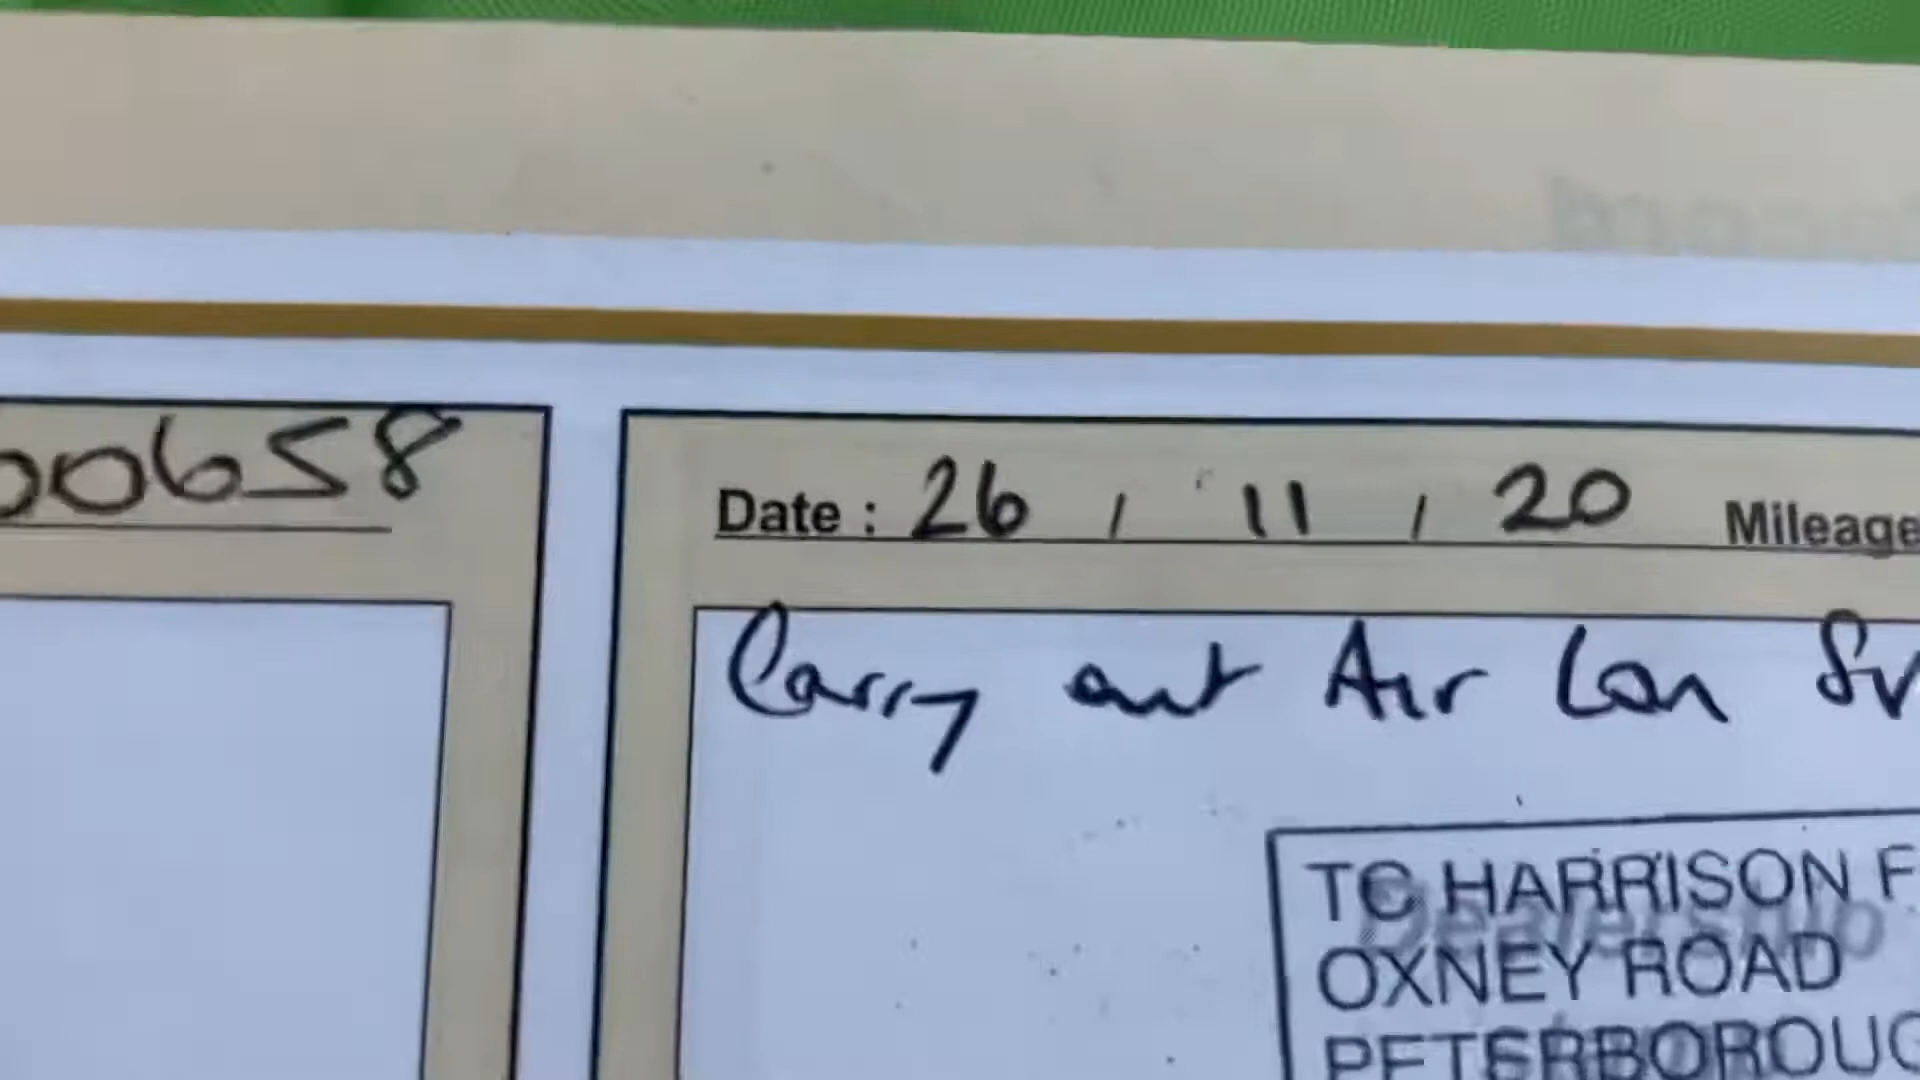 00658
Date : 26 / 11 / 20 Mileage
Carry out Air Con
TC HARRISON F
OXNEY ROAD
PETERBOROUG